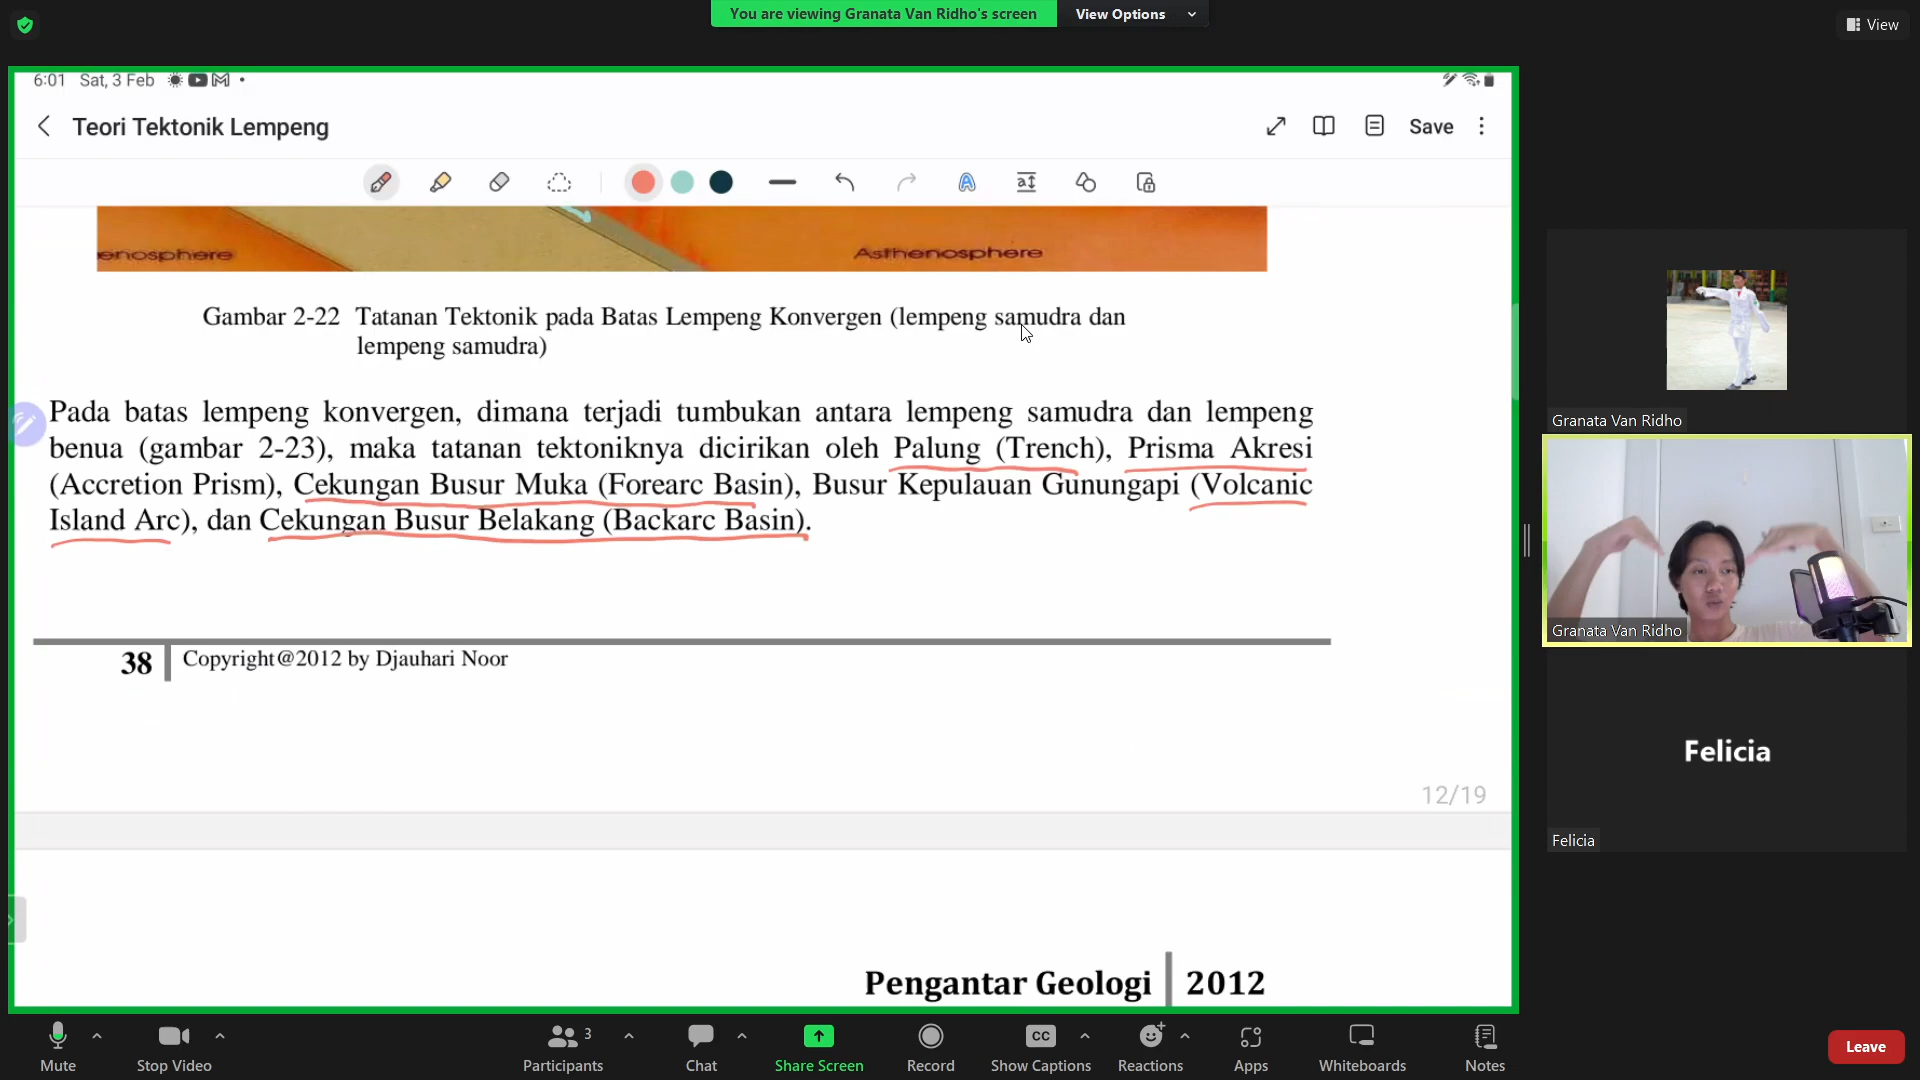 You are viewing Granata Van Ridho's screen
View Options
View
6:01 Sat, 3 Feb
Teori Tektonik Lempeng
Save
enosphere
Asthenosphere
Gambar 2-22 Tatanan Tektonik pada Batas Lempeng Konvergen (lempeng samudra dan
lempeng samudra)
Pada batas lempeng konvergen, dimana terjadi tumbukan antara lempeng samudra dan lempeng
benua (gambar 2-23), maka tatanan tektoniknya dicirikan oleh Palung (Trench), Prisma Akresi
(Accretion Prism), Cekungan Busur Muka (Forearc Basin), Busur Kepulauan Gunungapi (Volcanic
Island Arc), dan Cekungan Busur Belakang (Backarc Basin).
38 Copyright@2012 by Djauhari Noor
12/19
Pengantar Geologi 2012
Granata Van Ridho
Granata Van Ridho
Felicia
Felicia
Mute
Stop Video
3
Participants
Chat
Share Screen
Record
CC
Show Captions
Reactions
Apps
Whiteboards
Notes
Leave